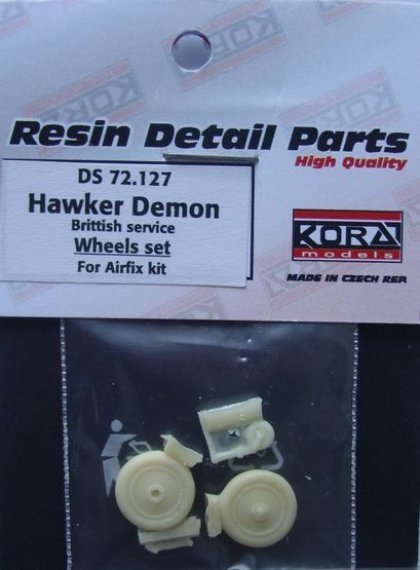 Resin Detail Parts
High Quality
DS 72.127
Hawker Demon
Brittish service
Wheels set
For Airfix kit
KORA
models
MADE IN CZECH REP.